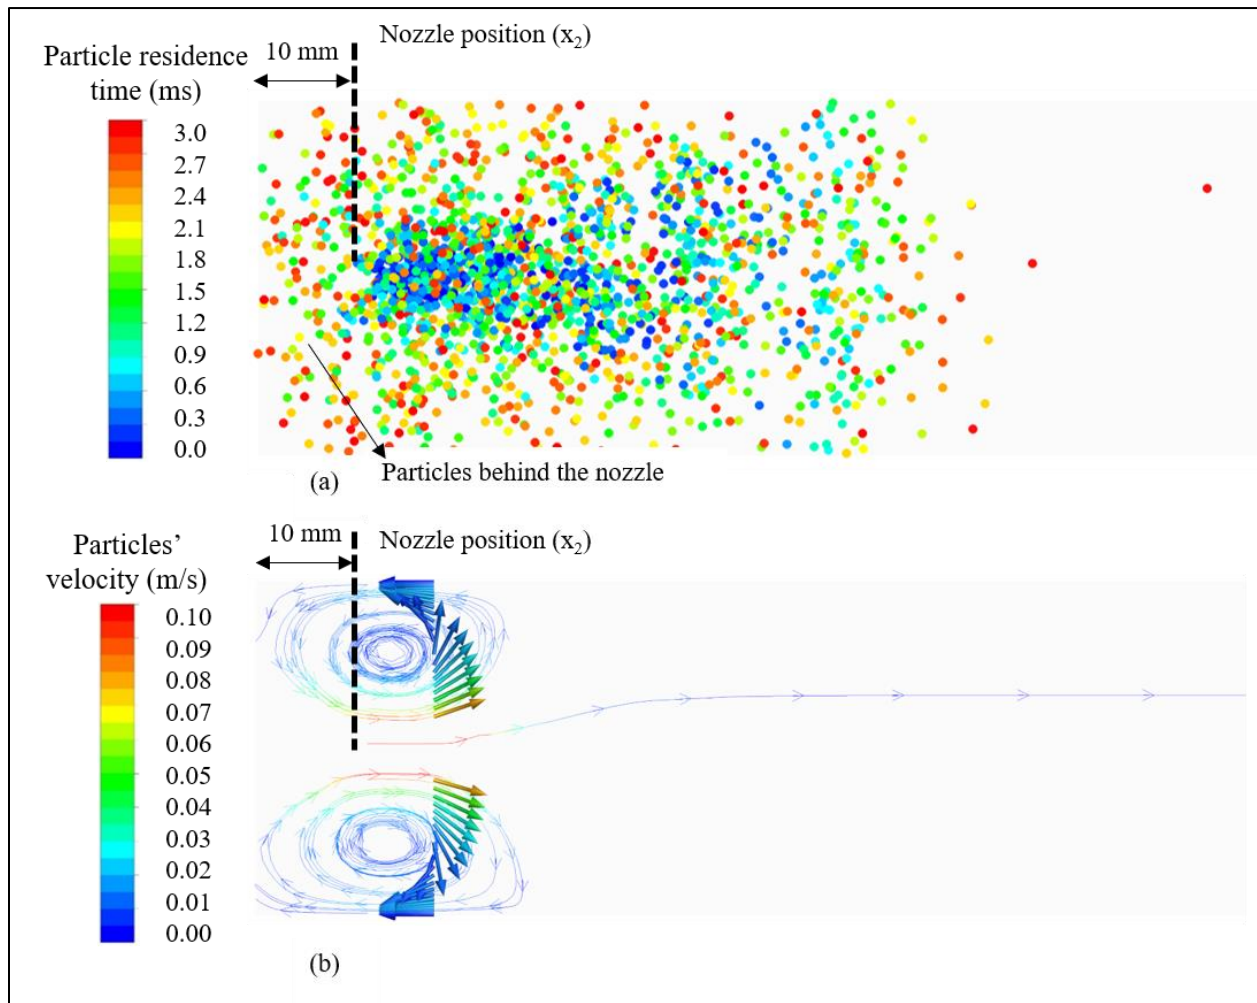 Nozzle position (x₂)
10 mm
Particle residence
time (ms)
3.0
2.7
2.4
2.1
1.8
1.5
1.2
0.9
0.6
0.3
0.0
Particles behind the nozzle
(a)
10 mm
Nozzle position (x₂)
Particles’
velocity (m/s)
0.10
0.09
0.08
0.07
0.06
0.05
0.04
0.03
0.02
0.01
0.00
(b)